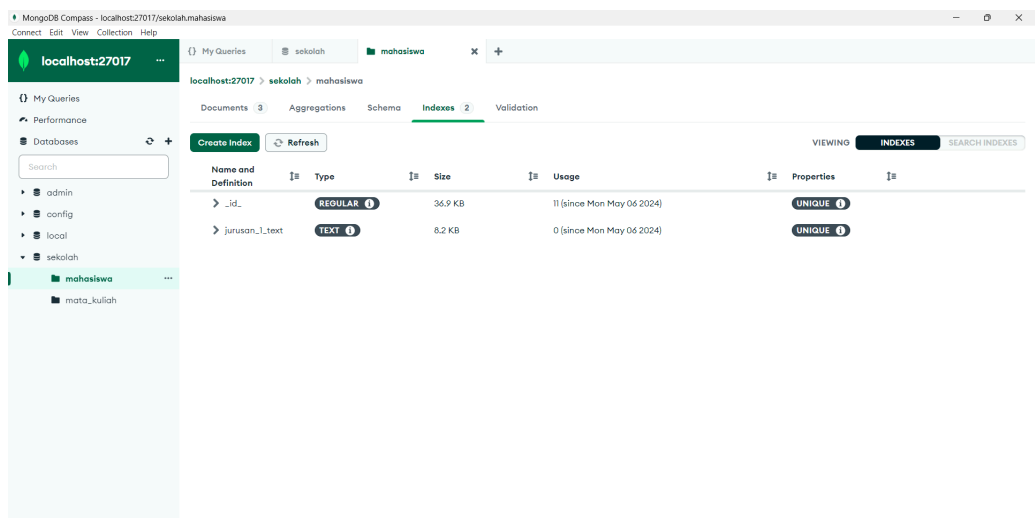 MongoDB Compass - localhost:27017/sekolah.mahasiswa
Connect Edit View Collection Help
localhost:27017 ...
My Queries
Performance
Databases
Search
admin
config
local
sekolah
mahasiswa ...
mata_kuliah
{} My Queries sekolah mahasiswa
localhost:27017 > sekolah > mahasiswa
Documents 3 Aggregations Schema Indexes 2 Validation
Create Index Refresh VIEWING INDEXES SEARCH INDEXES
Name and Definition Type Size Usage Properties
_id_ REGULAR 36.9 KB 11 (since Mon May 06 2024) UNIQUE
jurusan_1_text TEXT 8.2 KB 0 (since Mon May 06 2024) UNIQUE